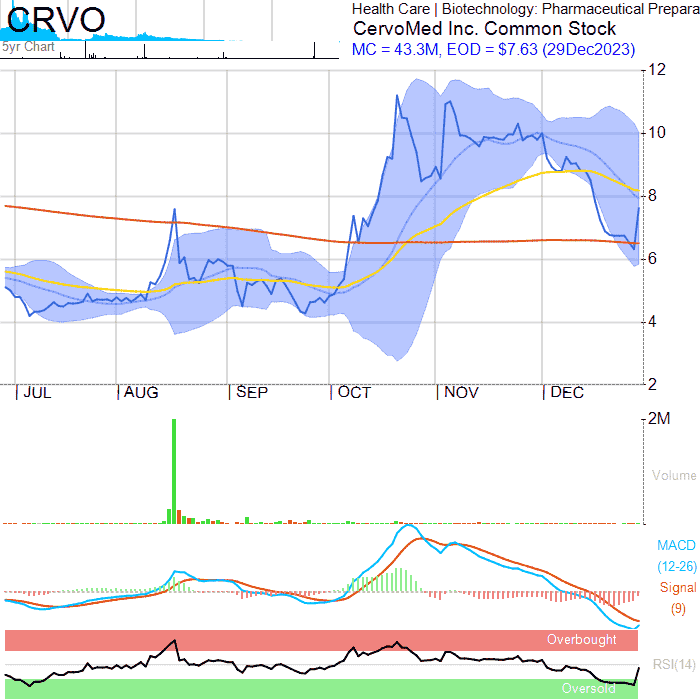 CRVO
Health Care | Biotechnology: Pharmaceutical Prepara
CervoMed Inc. Common Stock
MC = 43.3M, EOD = $7.63 (29Dec2023)
5yr Chart
12
10
8
6
4
2
JUL AUG SEP OCT NOV DEC
2M
Volume
MACD
(12-26)
Signal
(9)
Overbought
RSI(14)
Oversold